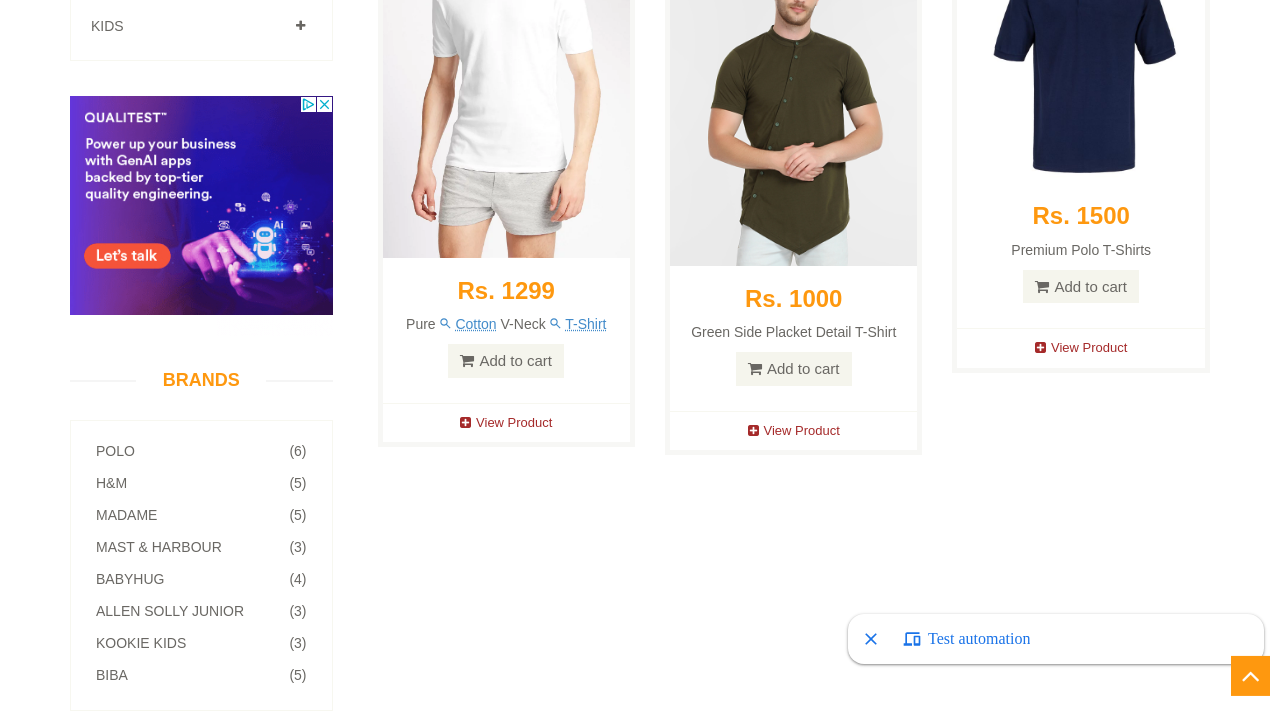 KIDS
QUALITEST™
Power up your business
with GenAI apps
backed by top-tier
quality engineering.
Ai
Let's talk
BRANDS
POLO (6)
H&M (5)
MADAME (5)
MAST & HARBOUR (3)
BABYHUG (4)
ALLEN SOLLY JUNIOR (3)
KOOKIE KIDS (3)
BIBA (5)
Rs. 1299
Pure Cotton V-Neck T-Shirt
Add to cart
View Product
Rs. 1000
Green Side Placket Detail T-Shirt
Add to cart
View Product
Rs. 1500
Premium Polo T-Shirts
Add to cart
View Product
Test automation